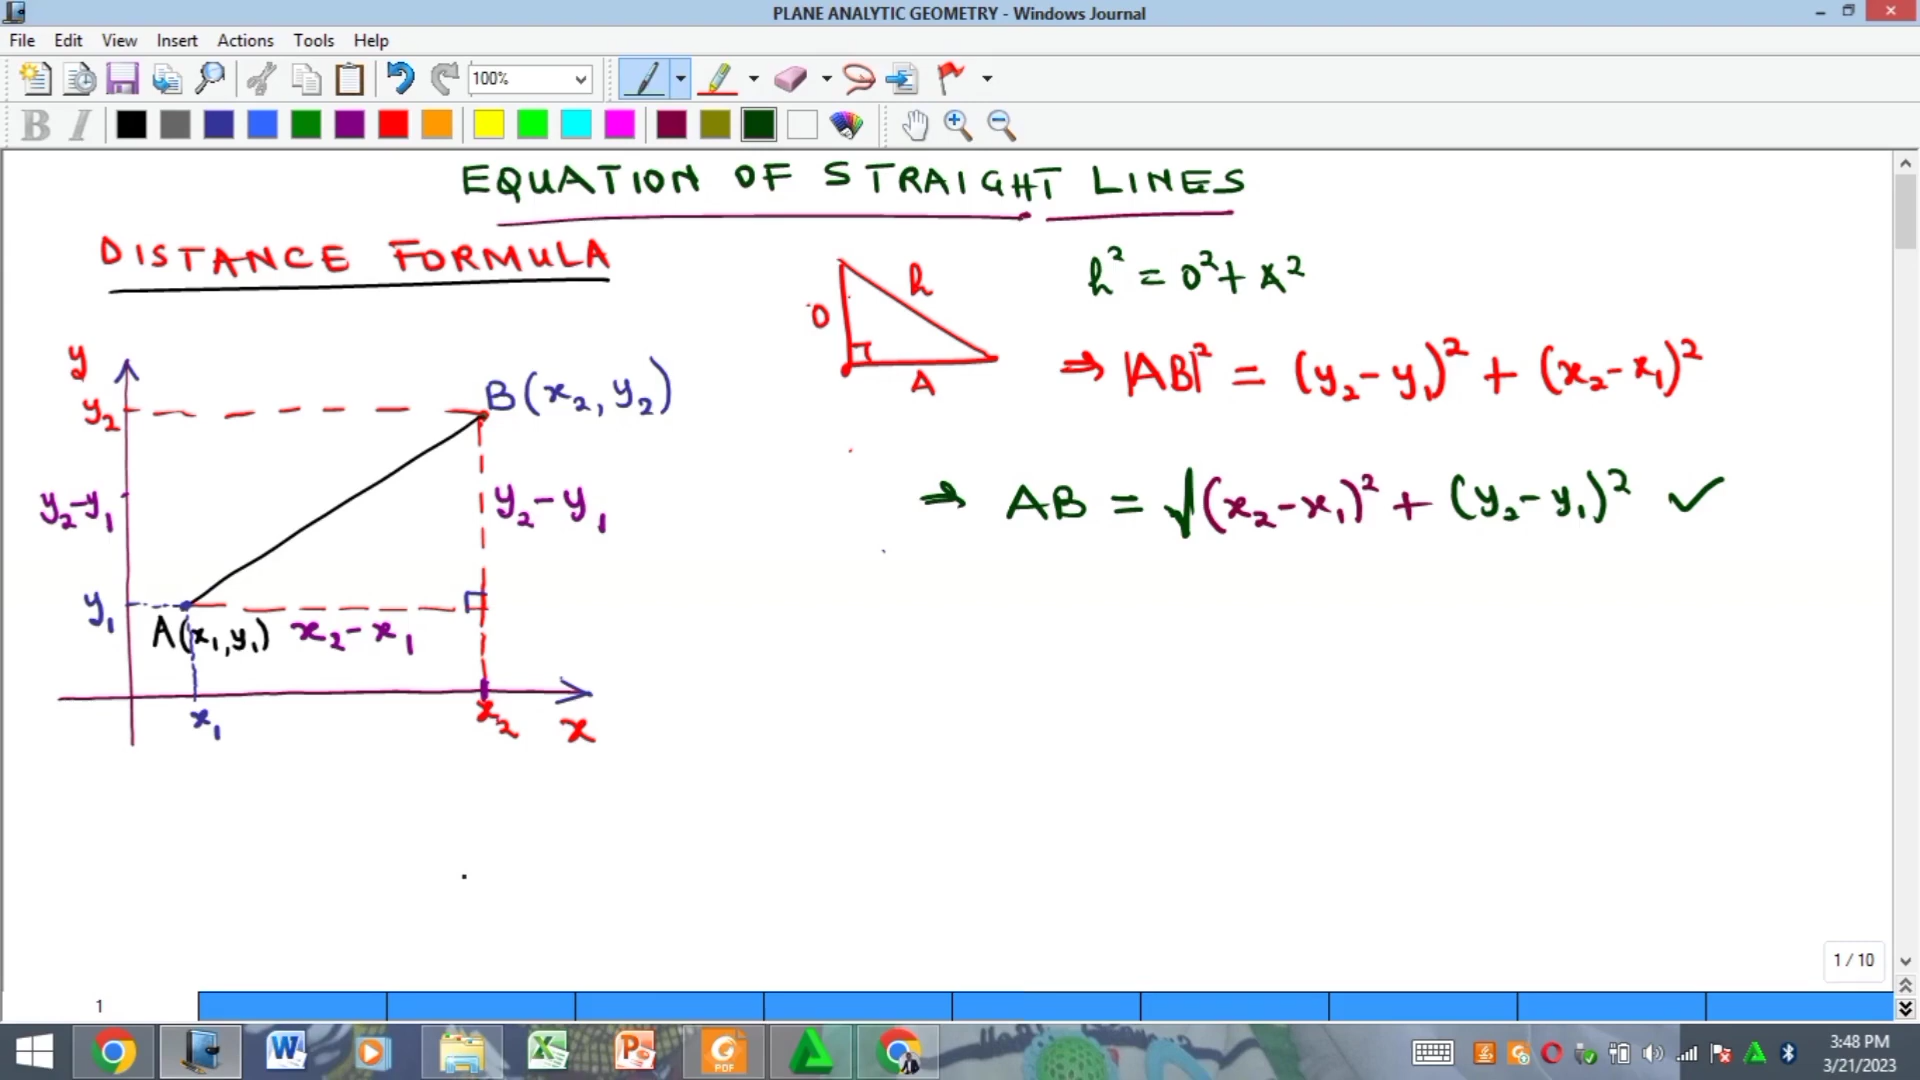 PLANE ANALYTIC GEOMETRY - Windows Journal
File Edit View Insert Actions Tools Help
100%
B I
EQUATION OF STRAIGHT LINES
DISTANCE FORMULA
h² = O² + A²
O
h
A
⇒ |AB|² = (y₂-y₁)² + (x₂-x₁)²
⇒ AB = √(x₂-x₁)² + (y₂-y₁)² ✓
y
y₂
B(x₂, y₂)
y₂-y₁
y₂-y₁
y₁
A(x₁,y₁)
x₂-x₁
x₁
x₂
x
1 / 10
1
PDF
3:48 PM
3/21/2023